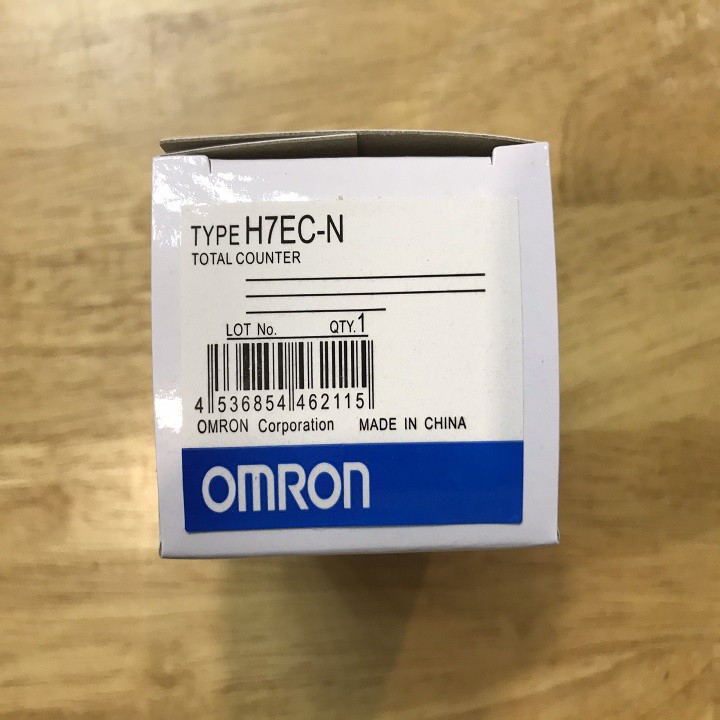 TYPE H7EC-N
TOTAL COUNTER
LOT No. QTY.1
4 536854 462115
OMRON Corporation MADE IN CHINA
OMRON